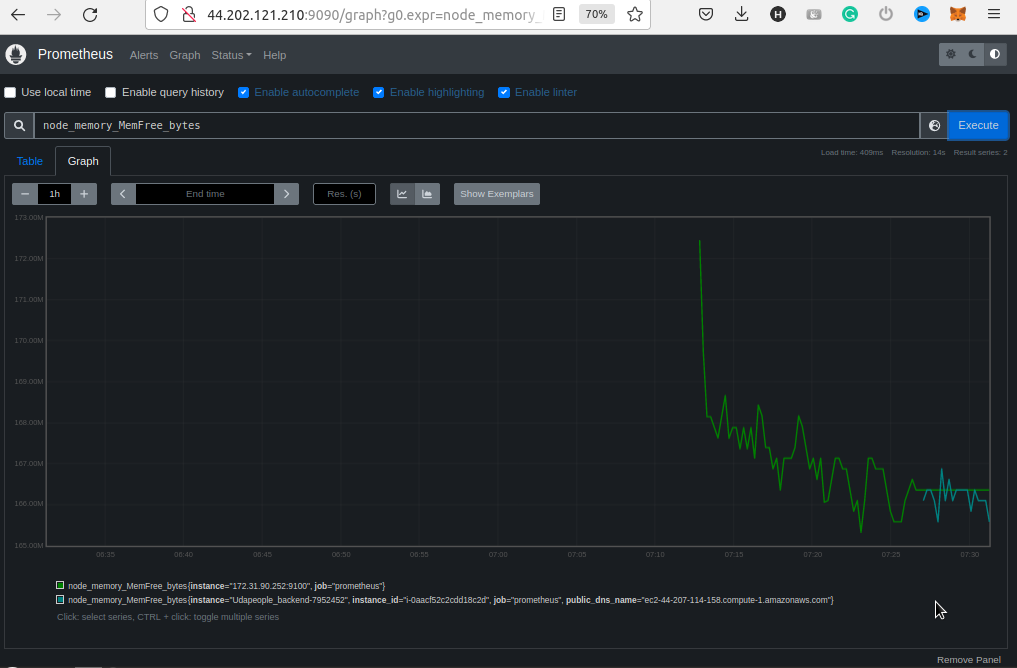 44.202.121.210:9090/graph?g0.expr=node_memory_
70%
H
Prometheus Alerts Graph Status Help
Use local time Enable query history Enable autocomplete Enable highlighting Enable linter
node_memory_MemFree_bytes Execute
Load time: 409ms Resolution: 14s Result series: 2
Table Graph
1h End time Res. (s) Show Exemplars
173.00M
172.00M
171.00M
170.00M
169.00M
168.00M
167.00M
166.00M
165.00M
06:35 06:40 06:45 06:50 06:55 07:00 07:05 07:10 07:15 07:20 07:25 07:30
node_memory_MemFree_bytes{instance="172.31.90.252:9100", job="prometheus"}
node_memory_MemFree_bytes{instance="Udapeople_backend-7952452", instance_id="i-0aacf52c2cdd18c2d", job="prometheus", public_dns_name="ec2-44-207-114-158.compute-1.amazonaws.com"}
Click: select series, CTRL + click: toggle multiple series
Remove Panel